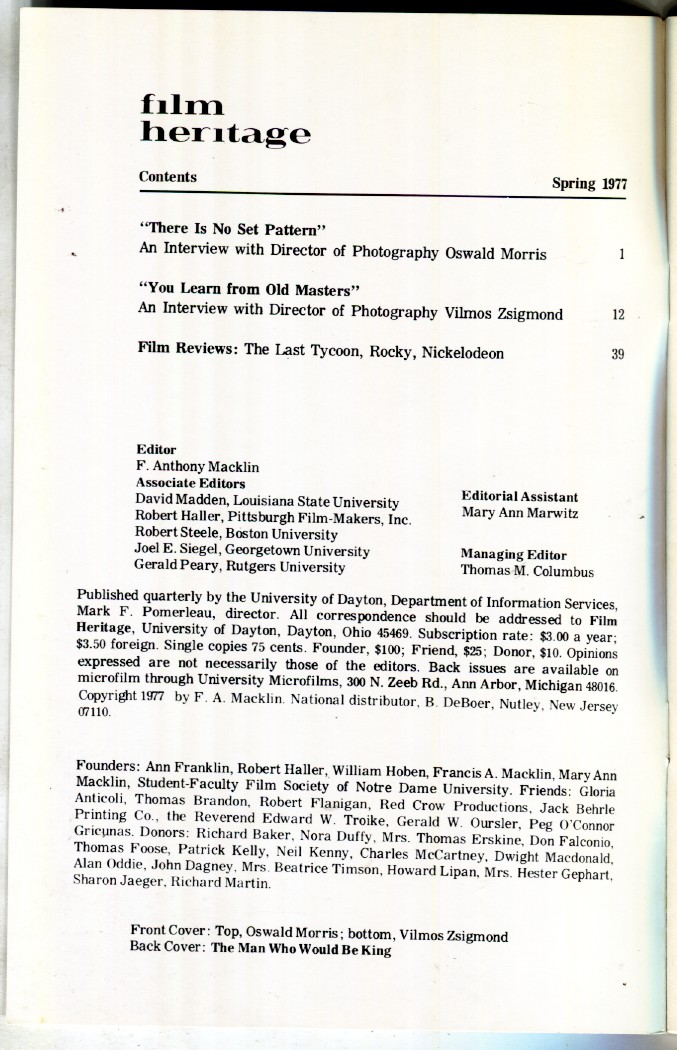 film
heritage
Contents
Spring 1977
"There Is No Set Pattern"
An Interview with Director of Photography Oswald Morris 1
"You Learn from Old Masters"
An Interview with Director of Photography Vilmos Zsigmond 12
Film Reviews: The Last Tycoon, Rocky, Nickelodeon 39
Editor
F. Anthony Macklin
Associate Editors
David Madden, Louisiana State University
Robert Haller, Pittsburgh Film-Makers, Inc.
Robert Steele, Boston University
Joel E. Siegel, Georgetown University
Gerald Peary, Rutgers University
Editorial Assistant
Mary Ann Marwitz
Managing Editor
Thomas M. Columbus
Published quarterly by the University of Dayton, Department of Information Services,
Mark F. Pomerleau, director. All correspondence should be addressed to Film
Heritage, University of Dayton, Dayton, Ohio 45469. Subscription rate: $3.00 a year;
$3.50 foreign. Single copies 75 cents. Founder, $100; Friend, $25; Donor, $10. Opinions
expressed are not necessarily those of the editors. Back issues are available on
microfilm through University Microfilms, 300 N. Zeeb Rd., Ann Arbor, Michigan 48016.
Copyright 1977 by F. A. Macklin. National distributor, B. DeBoer, Nutley, New Jersey
07110.
Founders: Ann Franklin, Robert Haller, William Hoben, Francis A. Macklin, Mary Ann
Macklin, Student-Faculty Film Society of Notre Dame University. Friends: Gloria
Anticoli, Thomas Brandon, Robert Flanigan, Red Crow Productions, Jack Behrle
Printing Co., the Reverend Edward W. Troike, Gerald W. Oursler, Peg O'Connor
Gricunas. Donors: Richard Baker, Nora Duffy, Mrs. Thomas Erskine, Don Falconio,
Thomas Foose, Patrick Kelly, Neil Kenny, Charles McCartney, Dwight Macdonald,
Alan Oddie, John Dagney, Mrs. Beatrice Timson, Howard Lipan, Mrs. Hester Gephart,
Sharon Jaeger, Richard Martin.
Front Cover: Top, Oswald Morris; bottom, Vilmos Zsigmond
Back Cover: The Man Who Would Be King